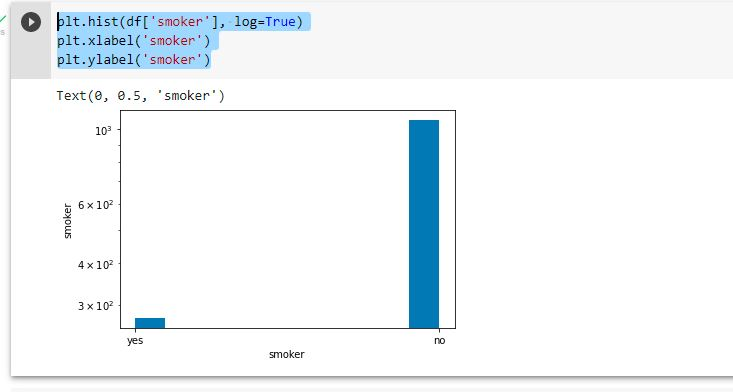 plt.hist(df['smoker'], log=True)
plt.xlabel('smoker')
plt.ylabel('smoker')
Text(0, 0.5, 'smoker')
10³
6 × 10²
4 × 10²
3 × 10²
smoker
yes no
smoker